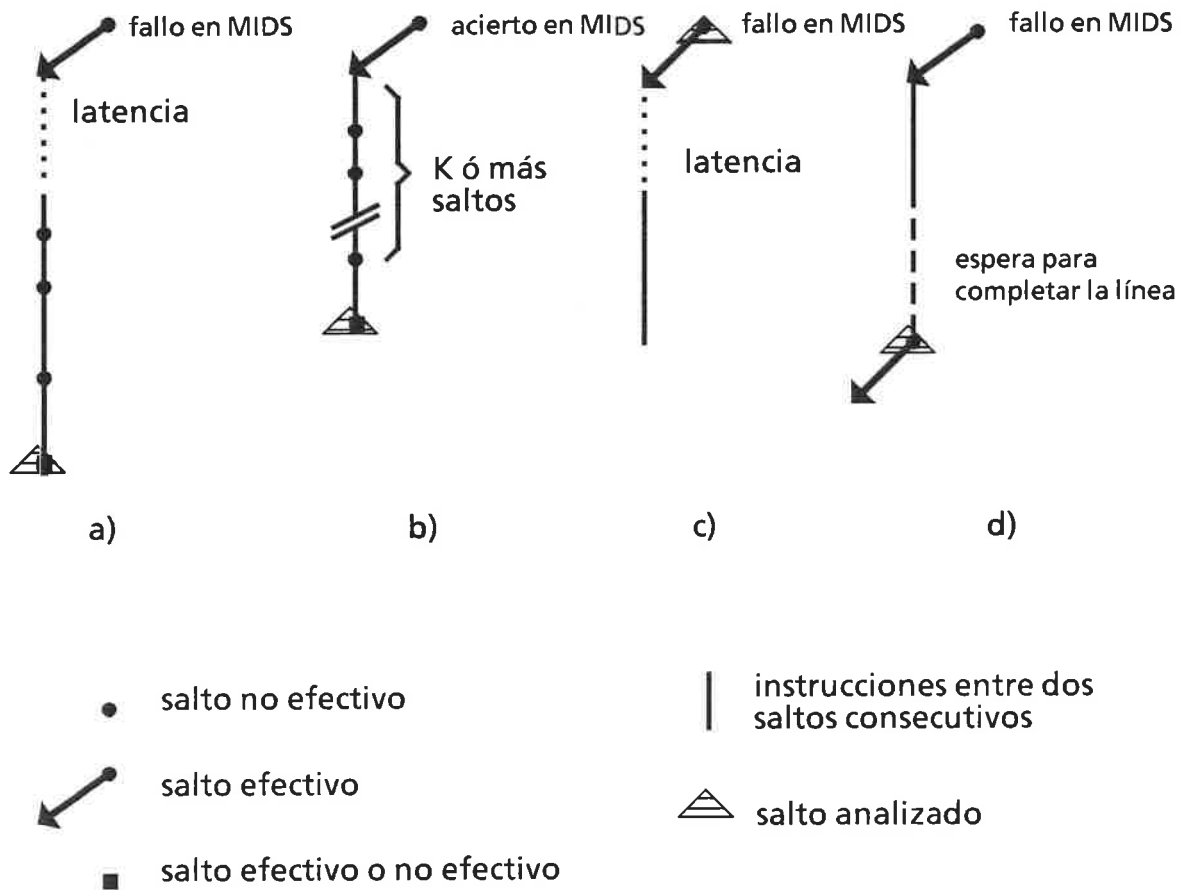 fallo en MIDS
acierto en MIDS
fallo en MIDS
fallo en MIDS
latencia
K ó más
saltos
latencia
espera para
completar la línea
a)
b)
c)
d)
salto no efectivo
instrucciones entre dos
saltos consecutivos
salto efectivo
salto analizado
salto efectivo o no efectivo